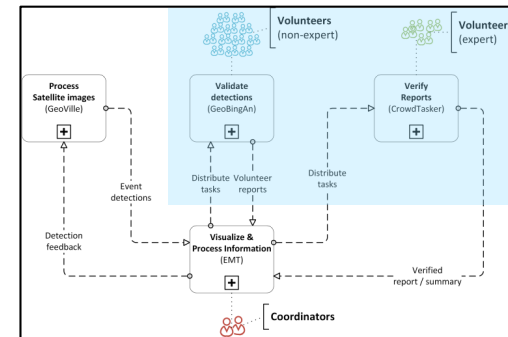 Volunteers
(non-expert)
Volunteer
(expert)
Process
Satellite images
(GeoVille)
Validate
detections
(GeoBingAn)
Verify
Reports
(CrowdTasker)
Distribute
tasks
Volunteer
reports
Distribute
tasks
Event
detections
Detection
feedback
Visualize &
Process Information
(EMT)
Verified
report / summary
Coordinators